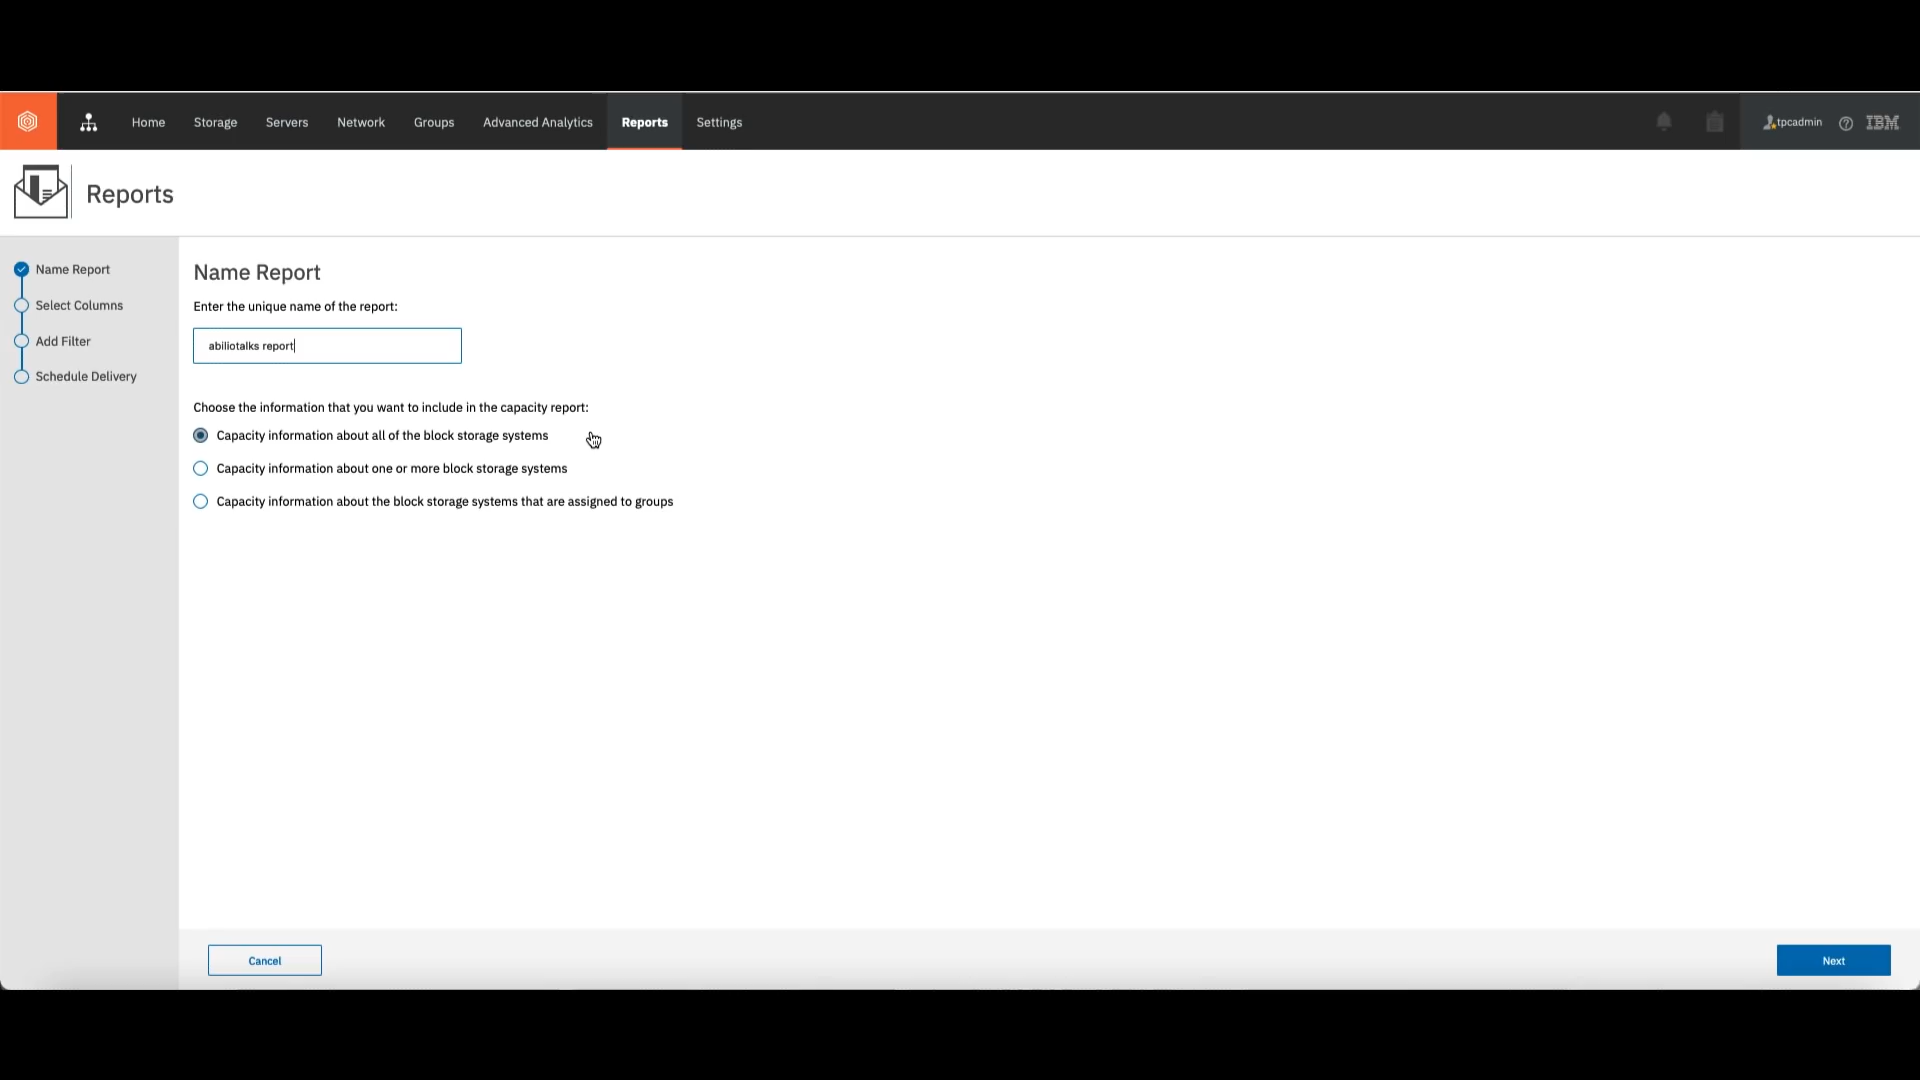 Home Storage Servers Network Groups Advanced Analytics Reports Settings tpcadmin IBM
Reports
Name Report
Select Columns
Add Filter
Schedule Delivery
Name Report
Enter the unique name of the report:
abiliotalks report
Choose the information that you want to include in the capacity report:
Capacity information about all of the block storage systems
Capacity information about one or more block storage systems
Capacity information about the block storage systems that are assigned to groups
Cancel
Next